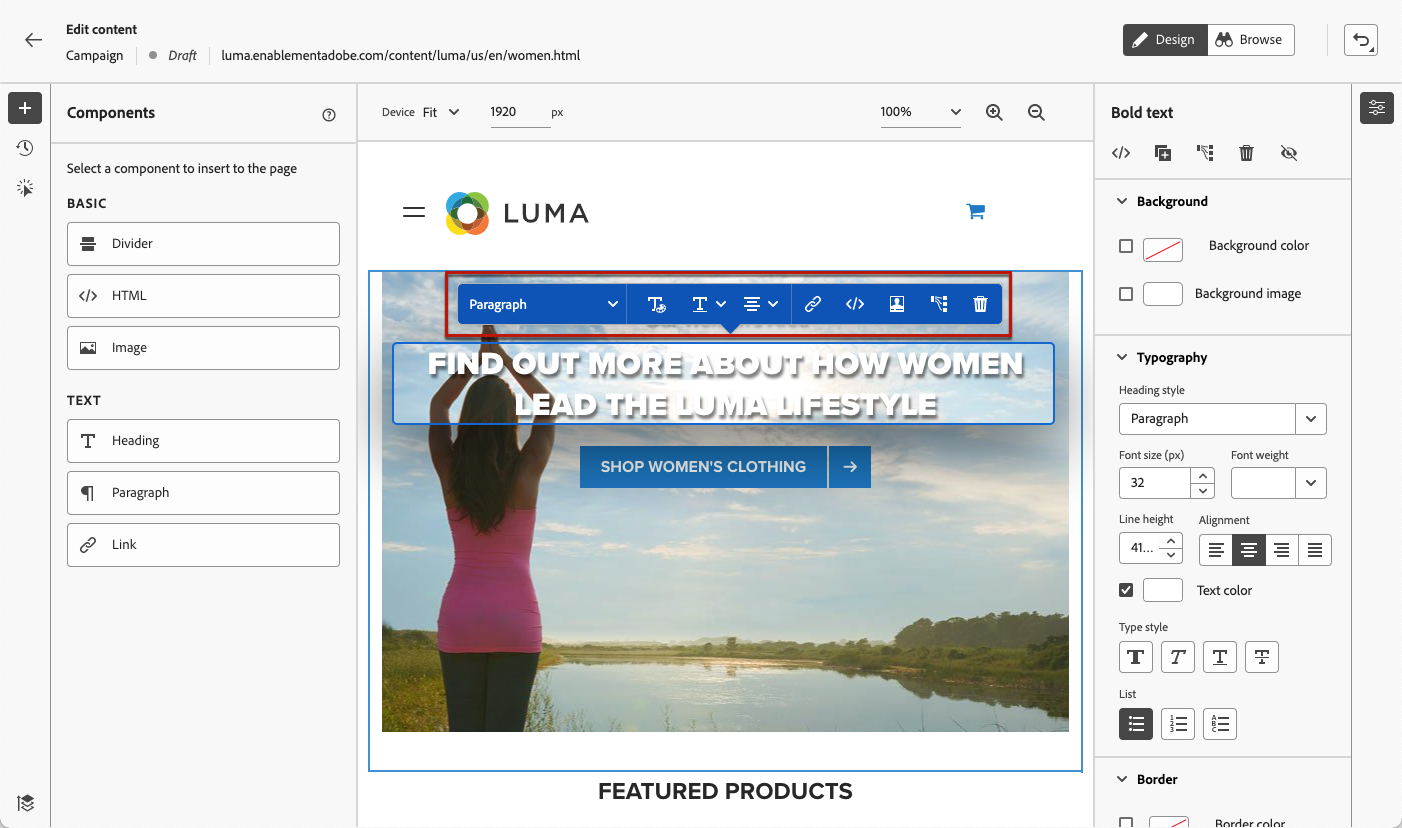 Edit content
Campaign Draft luma.enablementadobe.com/content/luma/us/en/women.html
Design Browse
Components
Select a component to insert to the page
BASIC
Divider
HTML
Image
TEXT
Heading
Paragraph
Link
Device Fit 1920 px 100%
LUMA
Paragraph
FIND OUT MORE ABOUT HOW WOMEN
LEAD THE LUMA LIFESTYLE
SHOP WOMEN'S CLOTHING
FEATURED PRODUCTS
Bold text
Background
Background color
Background image
Typography
Heading style
Paragraph
Font size (px) Font weight
32
Line height Alignment
41...
Text color
Type style
List
Border
Border color